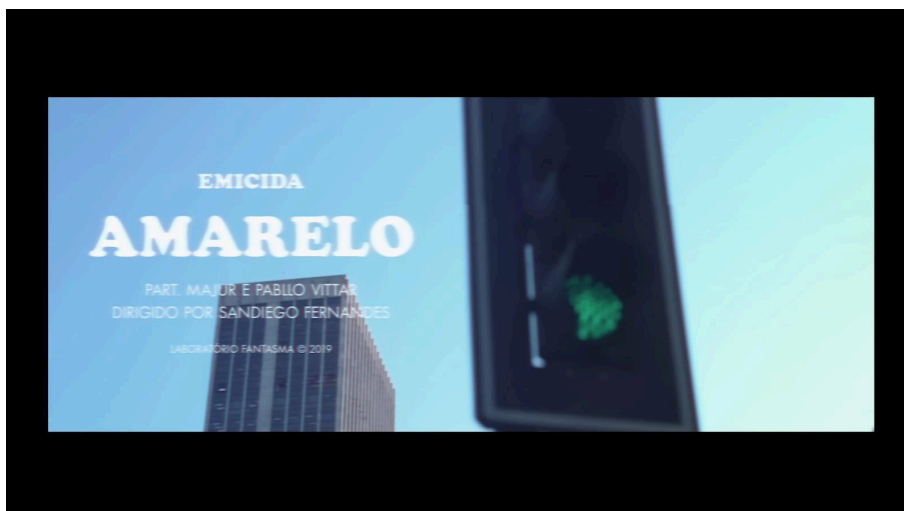 EMICIDA
AMARELO
PART. MAJUR E PABLLO VITTAR
DIRIGIDO POR SANDIEGO FERNANDES
LABORATÓRIO FANTASMA © 2019